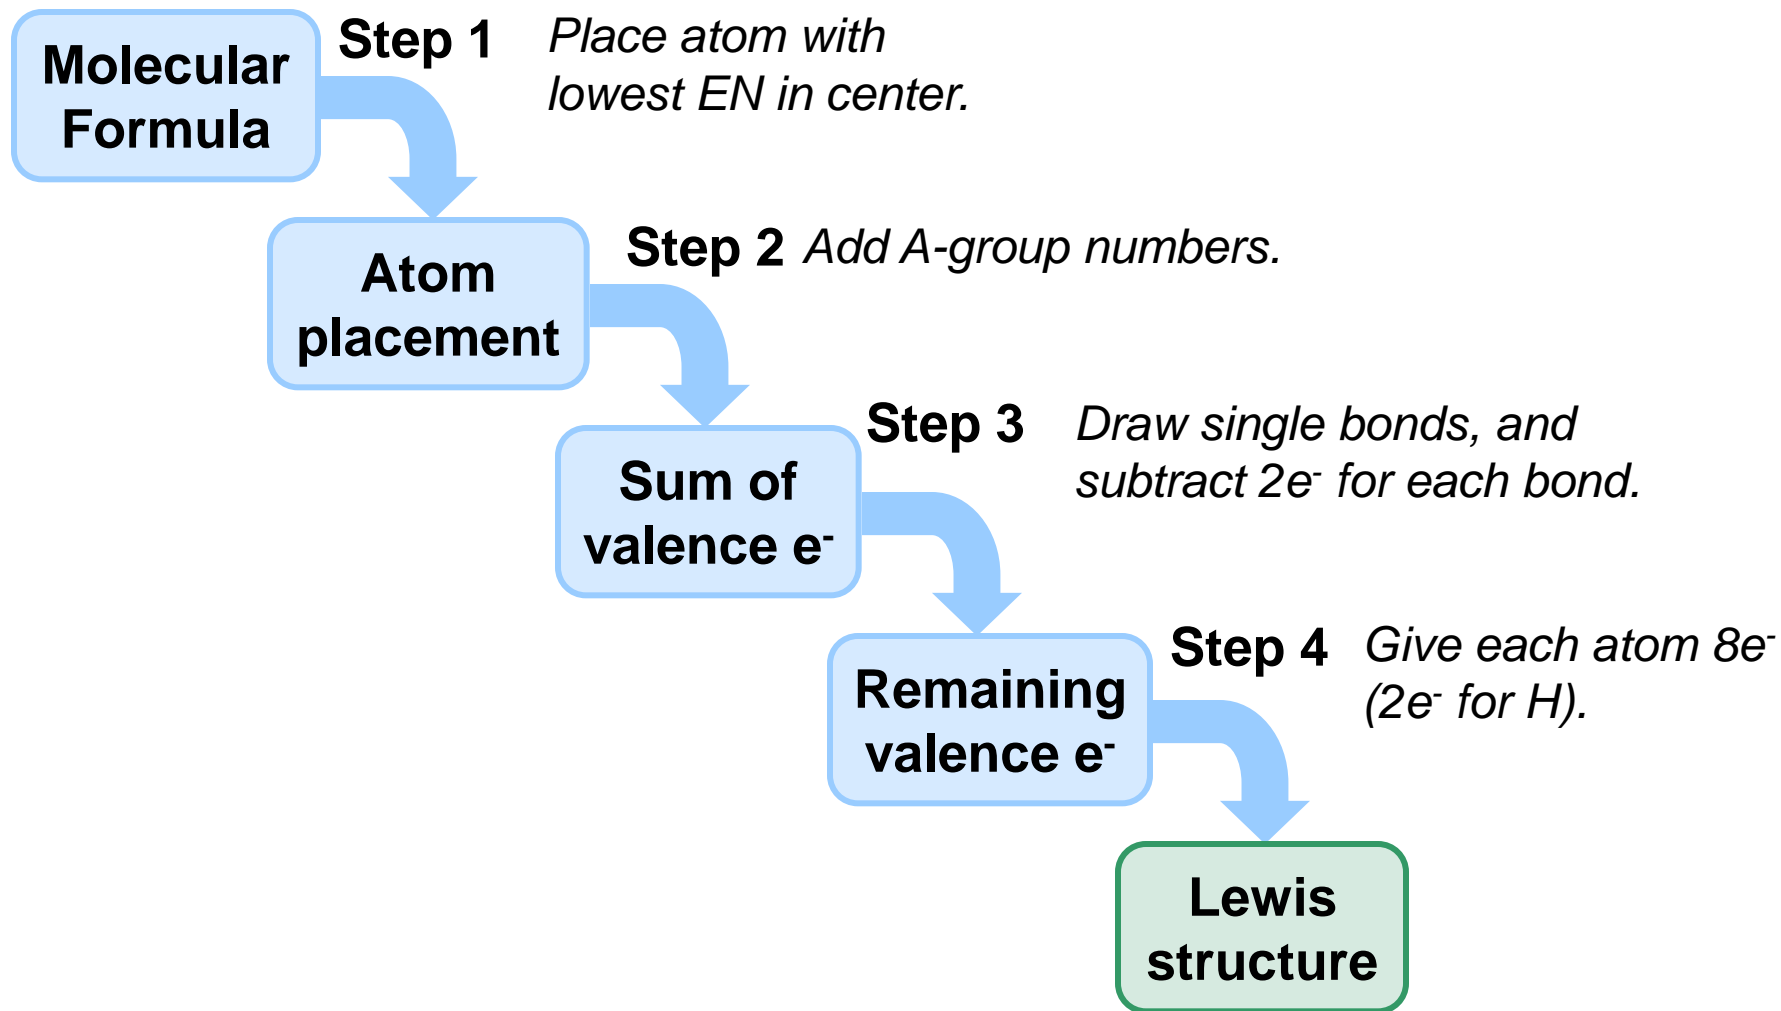 Molecular
Formula
Step 1
Place atom with
lowest EN in center.
Atom
placement
Step 2
Add A-group numbers.
Sum of
valence e⁻
Step 3
Draw single bonds, and
subtract 2e⁻ for each bond.
Remaining
valence e⁻
Step 4
Give each atom 8e⁻
(2e⁻ for H).
Lewis
structure